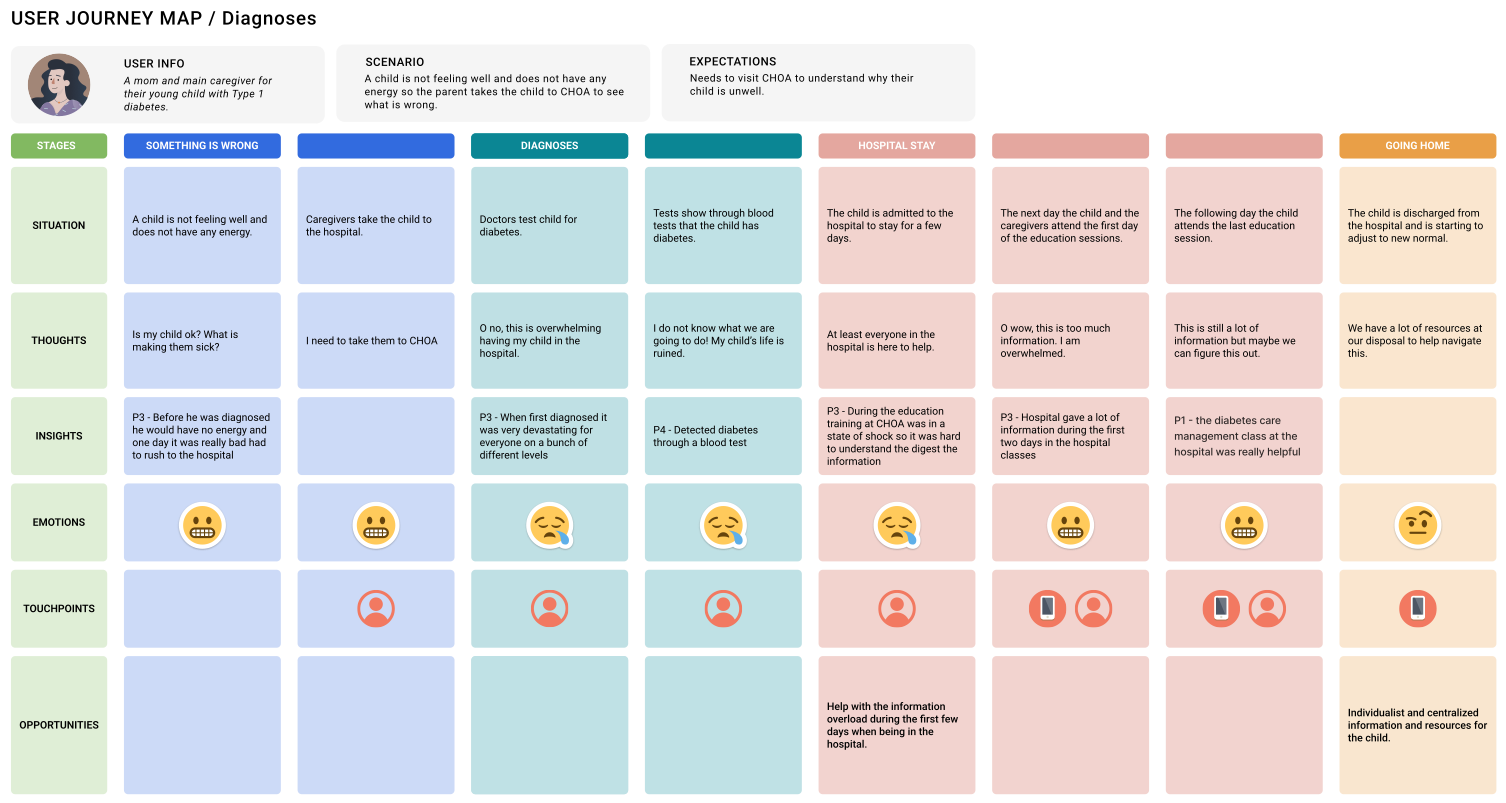 USER JOURNEY MAP / Diagnoses
USER INFO
A mom and main caregiver for
their young child with Type 1
diabetes.
SCENARIO
A child is not feeling well and does not have any
energy so the parent takes the child to CHOA to see
what is wrong.
EXPECTATIONS
Needs to visit CHOA to understand why their
child is unwell.
STAGES
SOMETHING IS WRONG
DIAGNOSES
HOSPITAL STAY
GOING HOME
SITUATION
A child is not feeling well and
does not have any energy.
Caregivers take the child to
the hospital.
Doctors test child for
diabetes.
Tests show through blood
tests that the child has
diabetes.
The child is admitted to the
hospital to stay for a few
days.
The next day the child and the
caregivers attend the first day
of the education sessions.
The following day the child
attends the last education
session.
The child is discharged from
the hospital and is starting to
adjust to new normal.
THOUGHTS
Is my child ok? What is
making them sick?
I need to take them to CHOA
O no, this is overwhelming
having my child in the
hospital.
I do not know what we are
going to do! My child's life is
ruined.
At least everyone in the
hospital is here to help.
O wow, this is too much
information. I am
overwhelmed.
This is still a lot of
information but maybe we
can figure this out.
We have a lot of resources at
our disposal to help navigate
this.
INSIGHTS
P3 - Before he was diagnosed
he would have no energy and
one day it was really bad had
to rush to the hospital
P3 - When first diagnosed it
was very devastating for
everyone on a bunch of
different levels
P4 - Detected diabetes
through a blood test
P3 - During the education
training at CHOA was in a
state of shock so it was hard
to understand the digest the
information
P3 - Hospital gave a lot of
information during the first
two days in the hospital
classes
P1 - the diabetes care
management class at the
hospital was really helpful
EMOTIONS
TOUCHPOINTS
OPPORTUNITIES
Help with the information
overload during the first few
days when being in the
hospital.
Individualist and centralized
information and resources for
the child.